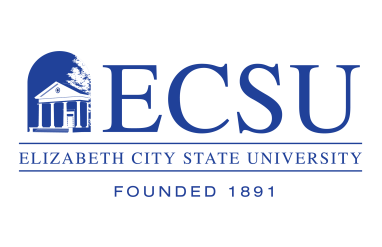 ECSU
ELIZABETH CITY STATE UNIVERSITY
FOUNDED 1891